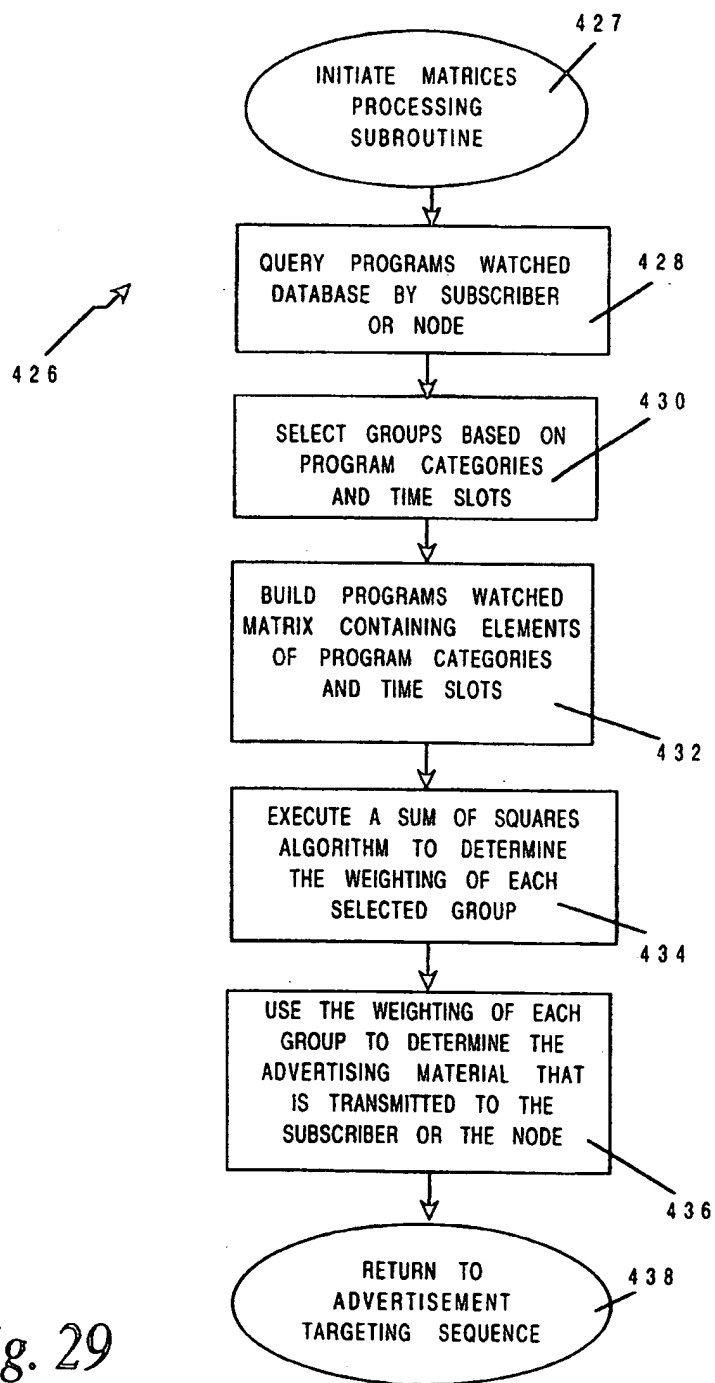 427
INITIATE MATRICES
PROCESSING
SUBROUTINE
QUERY PROGRAMS WATCHED
DATABASE BY SUBSCRIBER
OR NODE
428
426
430
SELECT GROUPS BASED ON
PROGRAM CATEGORIES
AND TIME SLOTS
BUILD PROGRAMS WATCHED
MATRIX CONTAINING ELEMENTS
OF PROGRAM CATEGORIES
AND TIME SLOTS
432
EXECUTE A SUM OF SQUARES
ALGORITHM TO DETERMINE
THE WEIGHTING OF EACH
SELECTED GROUP
434
USE THE WEIGHTING OF EACH
GROUP TO DETERMINE THE
ADVERTISING MATERIAL THAT
IS TRANSMITTED TO THE
SUBSCRIBER OR THE NODE
436
RETURN TO
ADVERTISEMENT
TARGETING SEQUENCE
438
g. 29